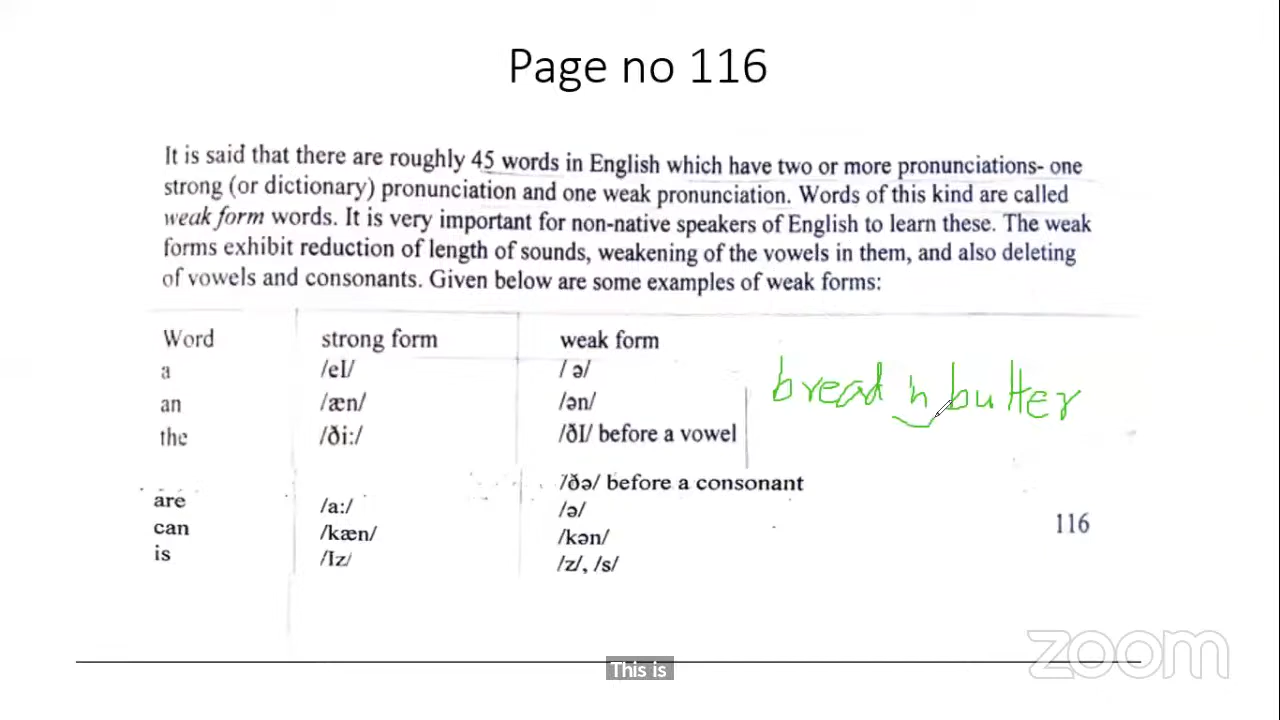 Page no 116
It is said that there are roughly 45 words in English which have two or more pronunciations- one
strong (or dictionary) pronunciation and one weak pronunciation. Words of this kind are called
weak form words. It is very important for non-native speakers of English to learn these. The weak
forms exhibit reduction of length of sounds, weakening of the vowels in them, and also deleting
of vowels and consonants. Given below are some examples of weak forms:
Word strong form weak form
a /eI/ /ə/
an /æn/ /ən/
the /ði:/ /ðI/ before a vowel
bread n butter
/ðə/ before a consonant
are /a:/ /ə/
can /kæn/ /kən/
is /Iz/ /z/, /s/
116
zoom
This is